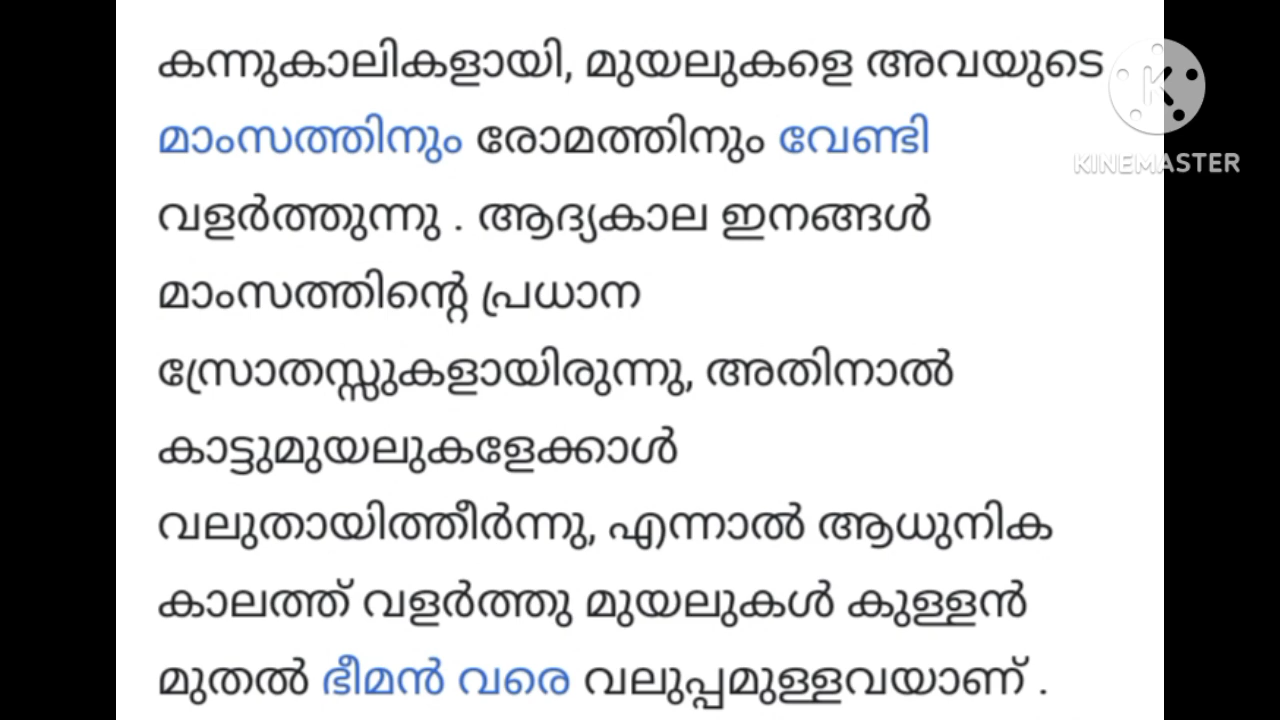 കന്നുകാലികളായി, മുയലുകളെ അവയുടെ
മാംസത്തിനും രോമത്തിനും വേണ്ടി
വളർത്തുന്നു . ആദ്യകാല ഇനങ്ങൾ
മാംസത്തിന്റെ പ്രധാന
സ്രോതസ്സുകളായിരുന്നു, അതിനാൽ
കാട്ടുമുയലുകളേക്കാൾ
വലുതായിത്തീർന്നു, എന്നാൽ ആധുനിക
കാലത്ത് വളർത്തു മുയലുകൾ കുള്ളൻ
മുതൽ ഭീമൻ വരെ വലുപ്പമുള്ളവയാണ് .
K
KINEMASTER